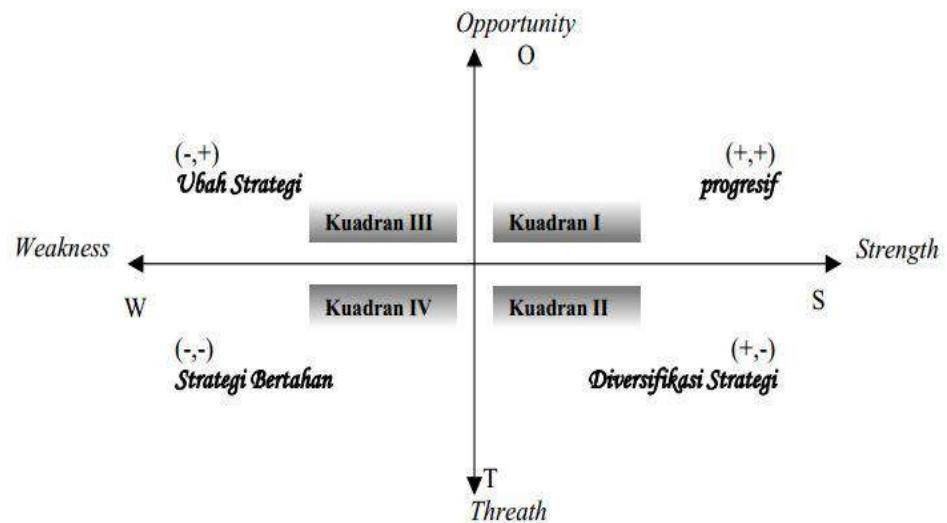 Opportunity
O
(-,+)
Ubah Strategi
(+,+)
progresif
Kuadran III
Kuadran I
Weakness
Strength
W
S
Kuadran IV
Kuadran II
(-,-)
Strategi Bertahan
(+,-)
Diversifikasi Strategi
T
Threath